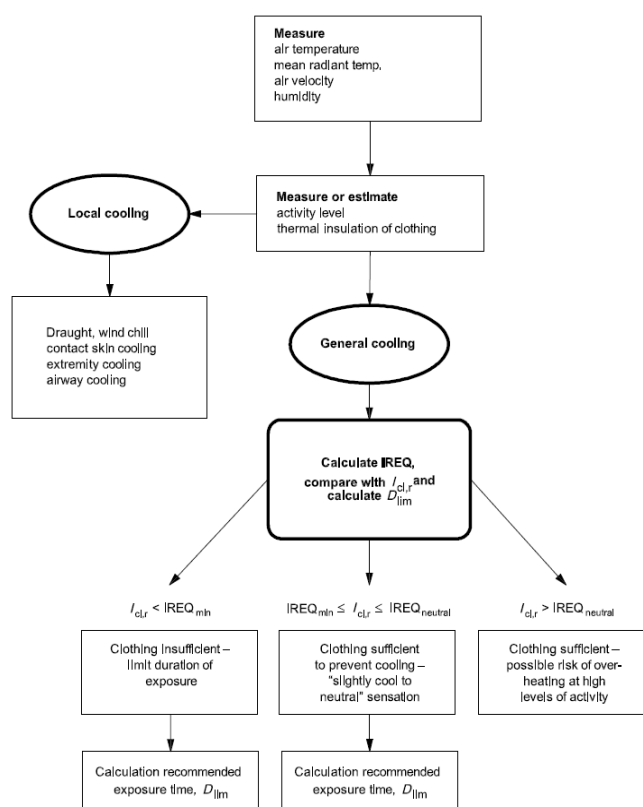 Measure
air temperature
mean radiant temp.
air velocity
humidity
Measure or estimate
activity level
thermal insulation of clothing
Local cooling
Draught, wind chill
contact skin cooling
extremity cooling
airway cooling
General cooling
Calculate IREQ,
compare with Icl,r and
calculate Dlim
Icl,r < IREQmin
IREQmin ≤ Icl,r ≤ IREQneutral
Icl,r > IREQneutral
Clothing insufficient –
limit duration of
exposure
Clothing sufficient
to prevent cooling –
"slightly cool to
neutral" sensation
Clothing sufficient –
possible risk of over-
heating at high
levels of activity
Calculation recommended
exposure time, Dlim
Calculation recommended
exposure time, Dlim